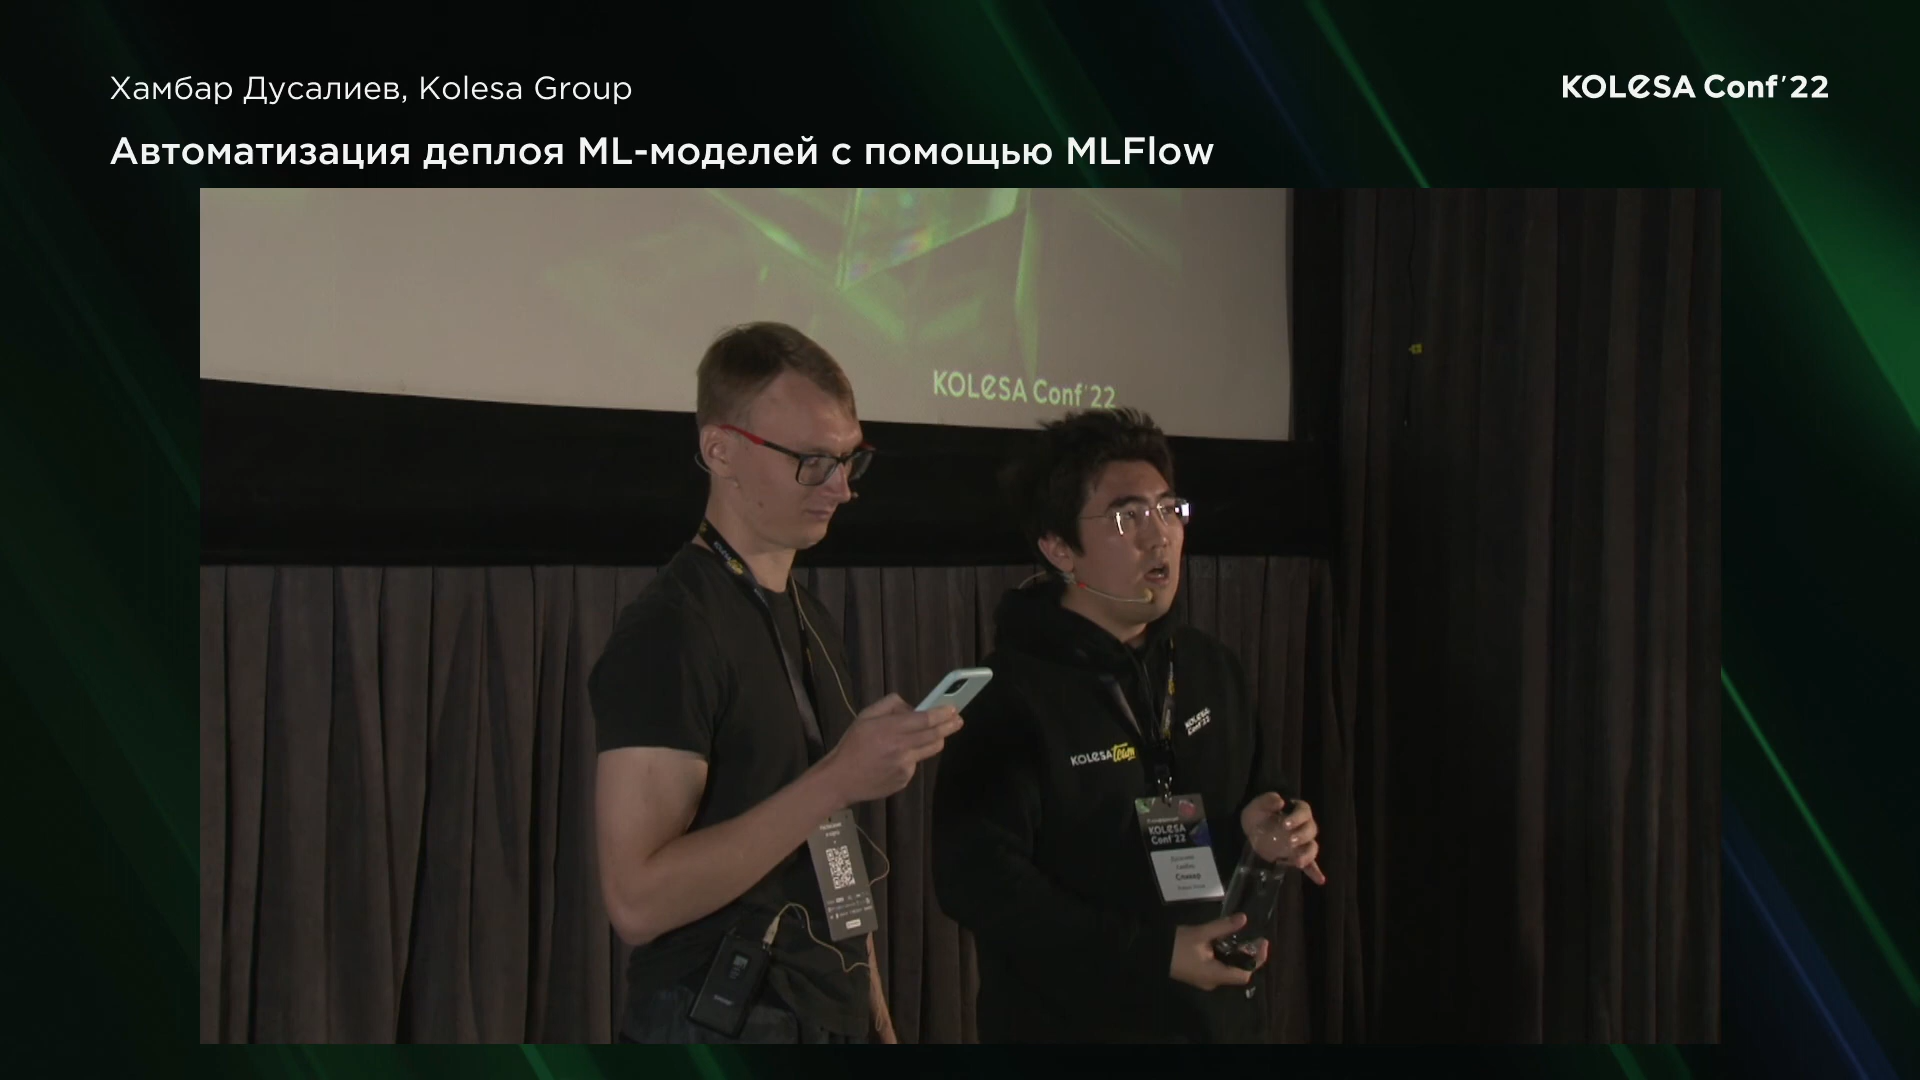 Хамбар Дусалиев, Kolesa Group
KOLESA Conf'22
Автоматизация деплоя ML-моделей с помощью MLFlow
KOLESA Conf'22
KOLESA team
KOLESA
Conf'22
KOLESA
Conf'22
Спикер